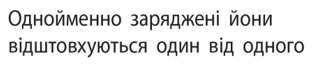 Однойменно заряджені йони
відштовхуються один від одного